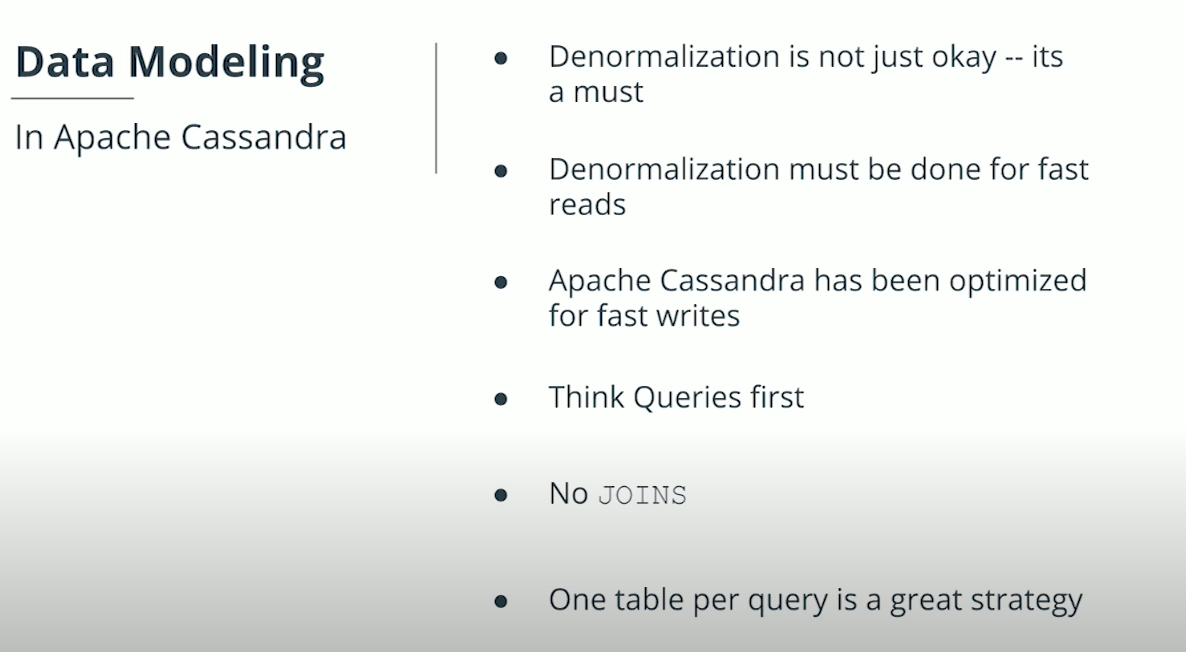 Data Modeling
In Apache Cassandra
● Denormalization is not just okay -- its
a must
● Denormalization must be done for fast
reads
● Apache Cassandra has been optimized
for fast writes
● Think Queries first
● No JOINS
● One table per query is a great strategy